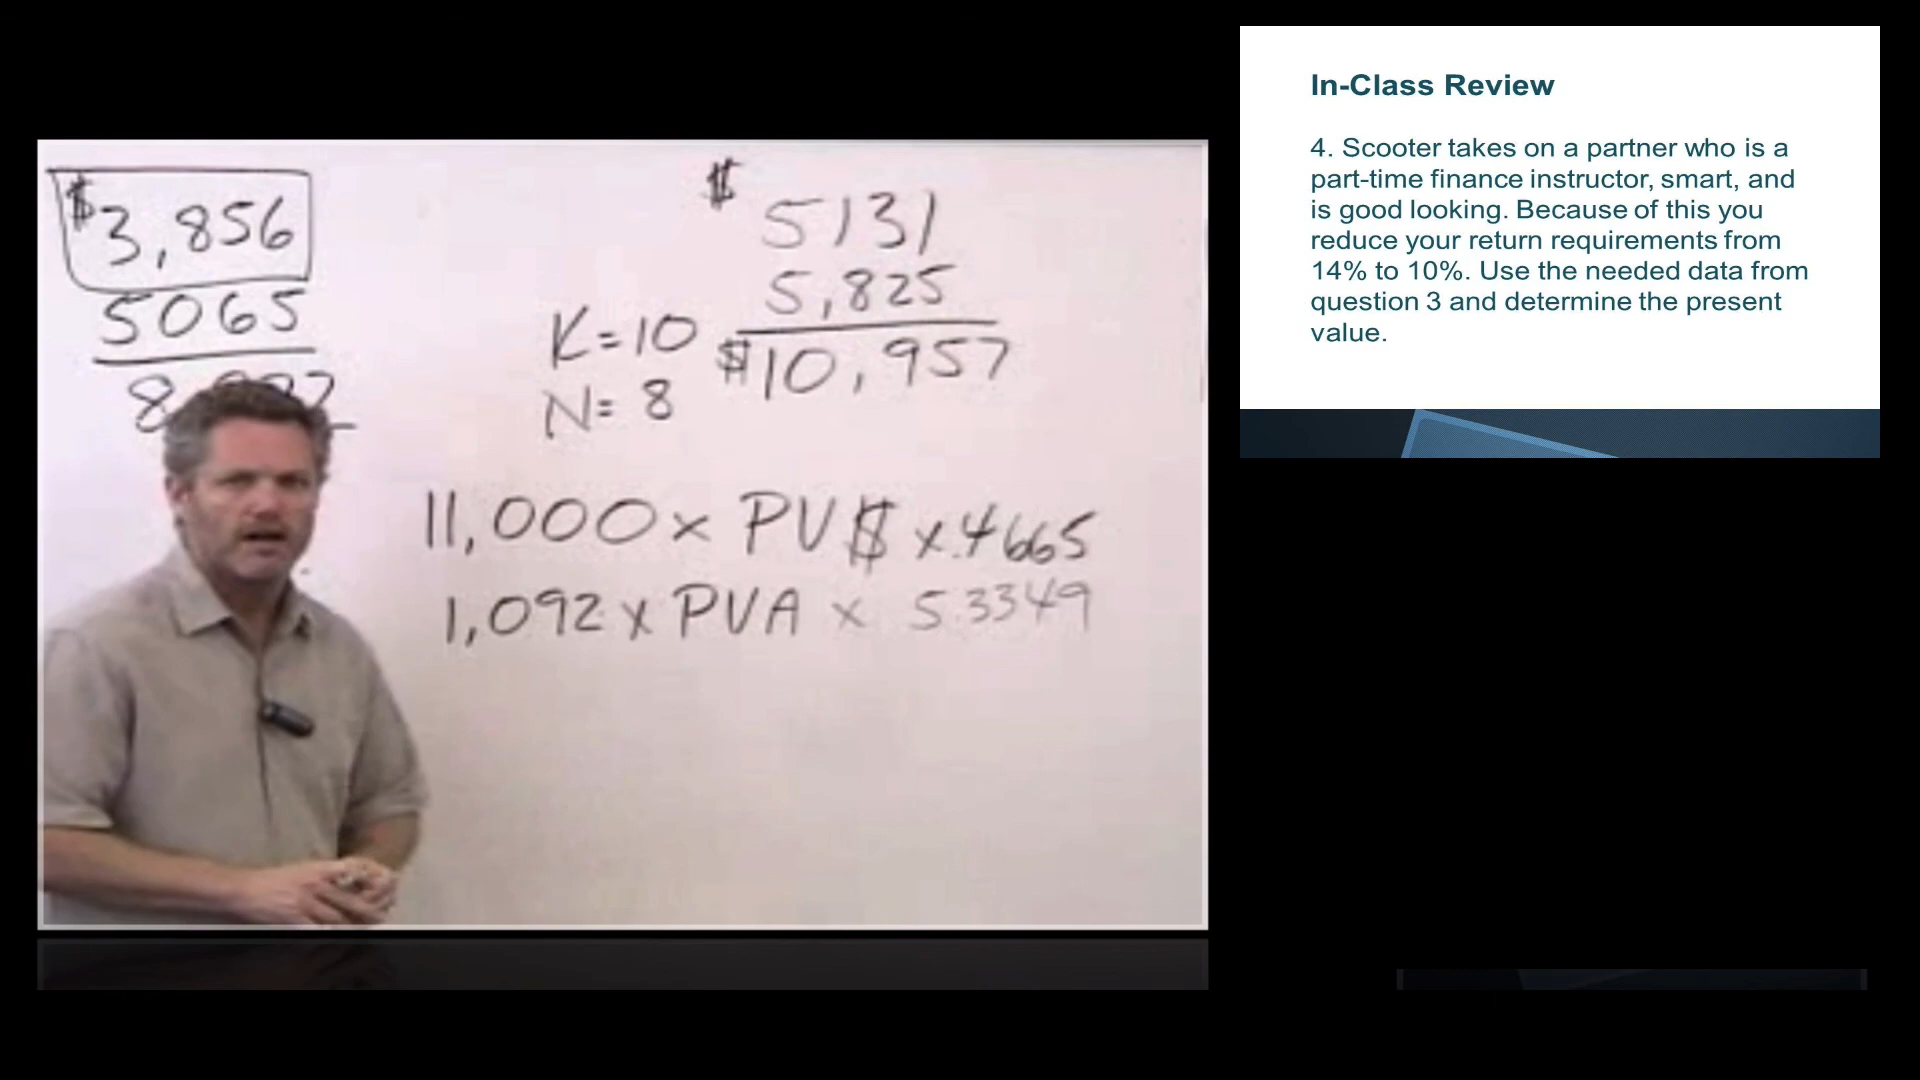 $3,856
5065
$
5131
5,825
$10,957
K=10
N=8
11,000 x PV$ x .4665
1,092 x PVA x 5.3349
In-Class Review
4. Scooter takes on a partner who is a
part-time finance instructor, smart, and
is good looking. Because of this you
reduce your return requirements from
14% to 10%. Use the needed data from
question 3 and determine the present
value.